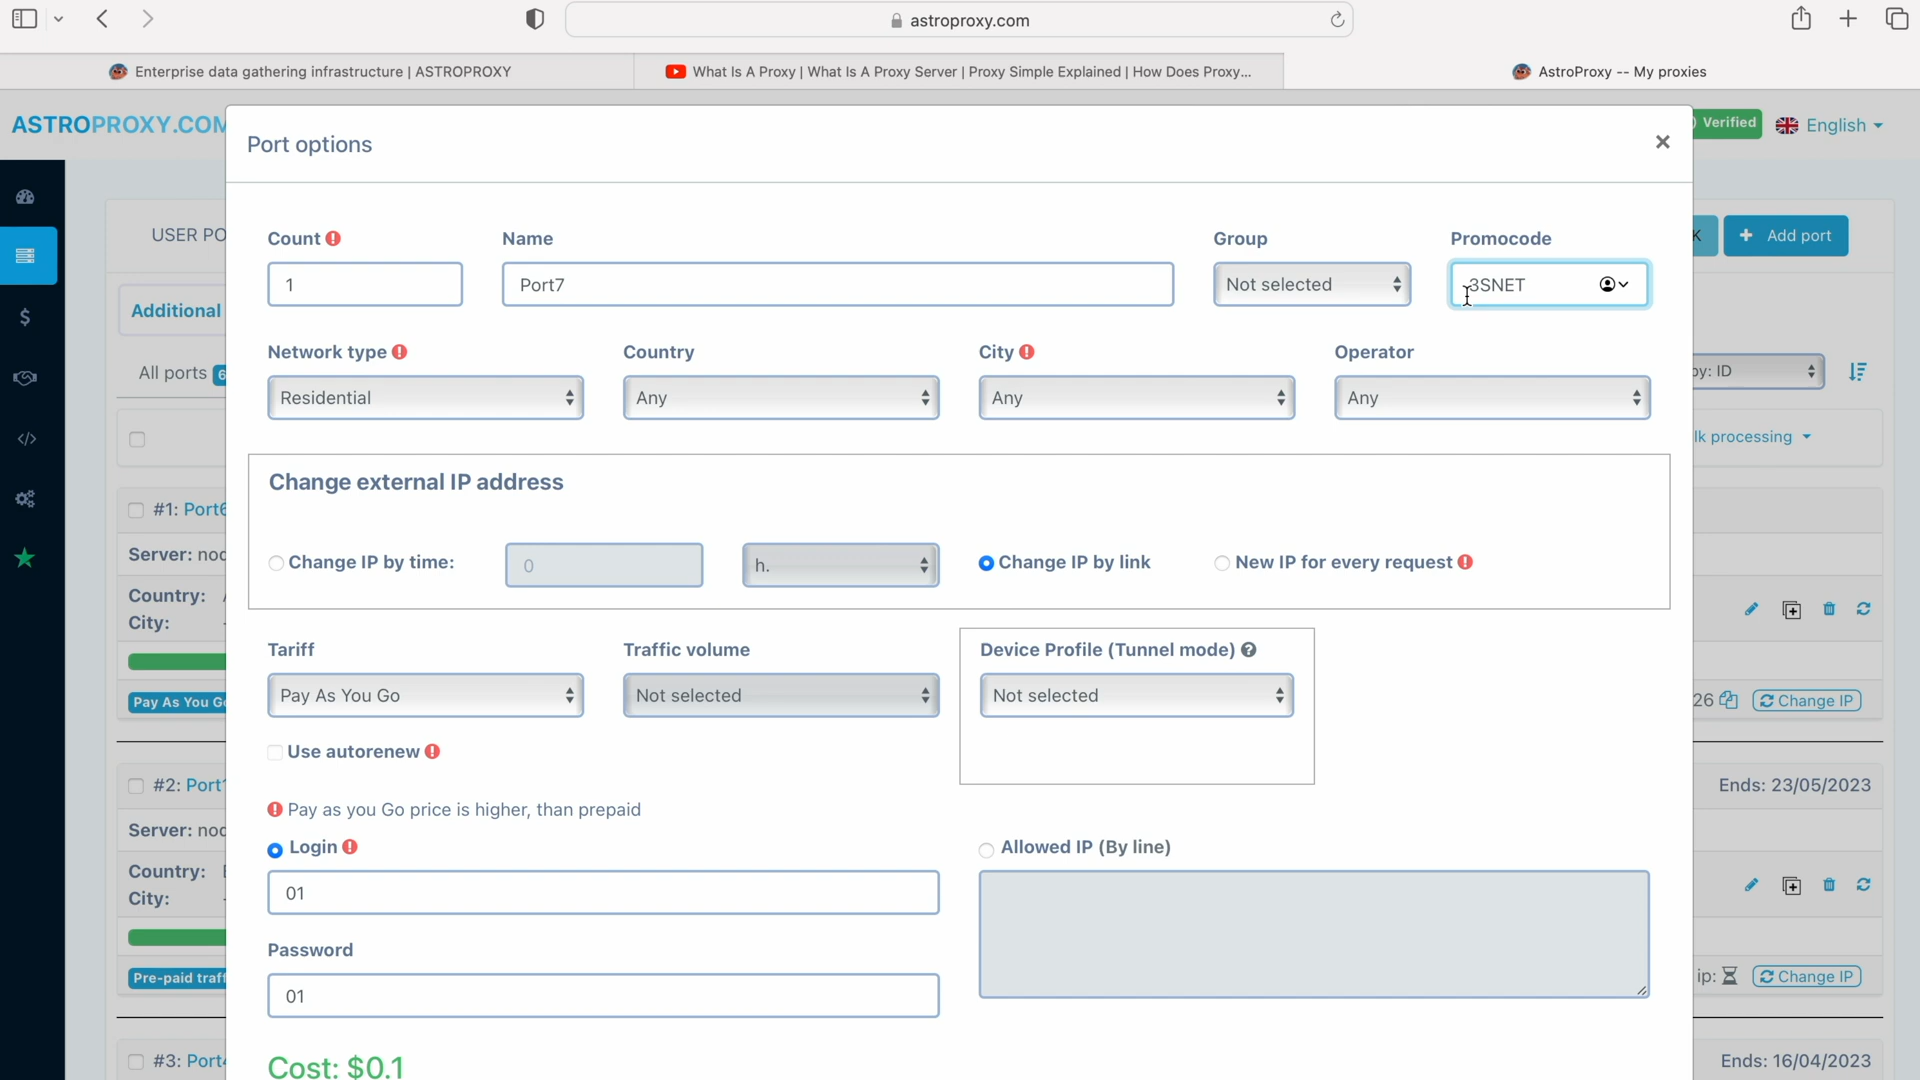 astroproxy.com
Enterprise data gathering infrastructure | ASTROPROXY
What Is A Proxy | What Is A Proxy Server | Proxy Simple Explained | How Does Proxy...
AstroProxy -- My proxies
ASTROPROXY.COM
Port options
Verified
English
USER PO
K
Add port
Count
Name
Group
Promocode
1
Port7
Not selected
3SNET
Additional
Network type
Country
City
Operator
All ports 6
Residential
Any
Any
Any
by: ID
lk processing
Change external IP address
#1: Port6
Server: noc
Change IP by time:
0
h.
Change IP by link
New IP for every request
Country:
City:
Tariff
Traffic volume
Device Profile (Tunnel mode)
Pay As You Go
Not selected
Not selected
Pay As You Go
26
Change IP
Use autorenew
#2: Port
Ends: 23/05/2023
Pay as you Go price is higher, than prepaid
Server: noc
Login
Allowed IP (By line)
Country:
City:
01
Password
Pre-paid traff
01
ip:
Change IP
#3: Port4
Cost: $0.1
Ends: 16/04/2023